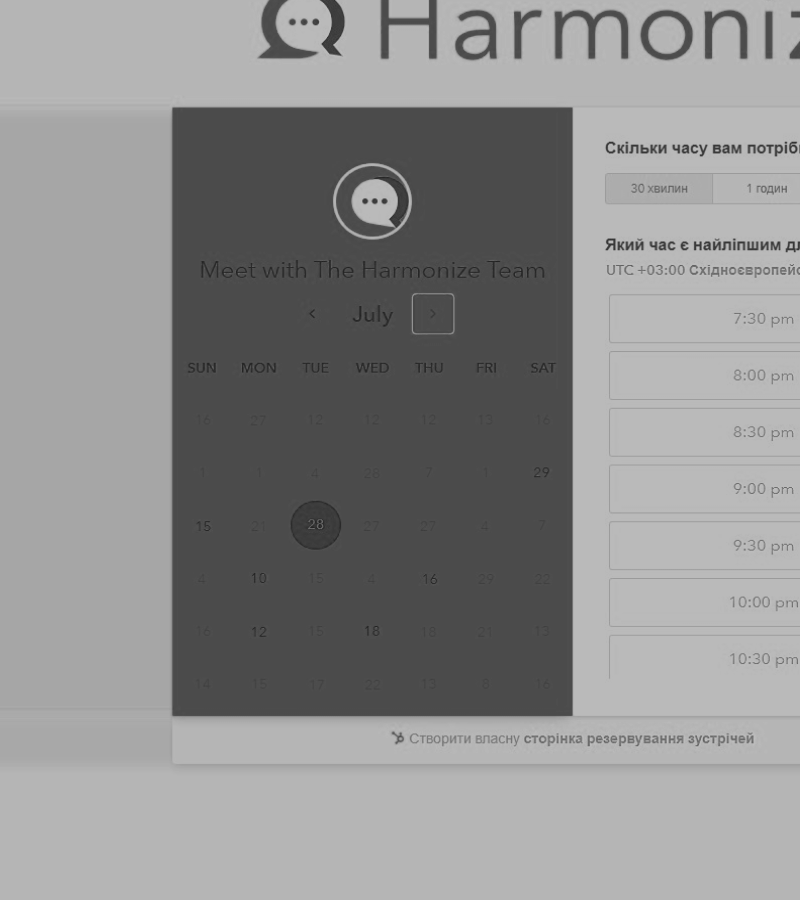 Harmoniz
Meet with The Harmonize Team
July
SUN MON TUE WED THU FRI SAT
16 27 12 12 12 13 16
1 1 4 26 7 1 29
15 21 28 27 27 4 7
4 10 15 4 16 29 22
16 12 15 18 18 21 13
14 15 17 22 13 8 16
Скільки часу вам потріб
30 хвилин 1 годин
Який час є найліпшим д
UTC +03:00 Східноєвропейс
7:30 pm
8:00 pm
8:30 pm
9:00 pm
9:30 pm
10:00 pm
10:30 pm
Створити власну сторінка резервування зустрічей